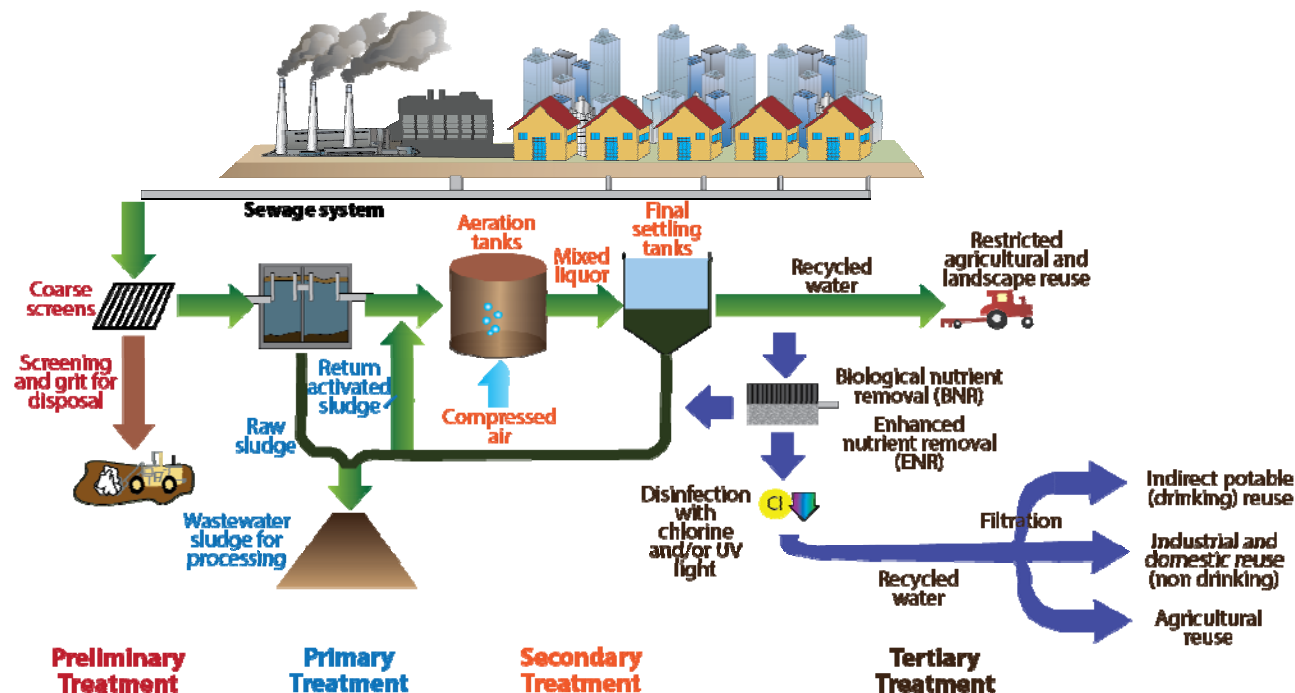 Sewage system
Coarse
screens
Screening
and grit for
disposal
Raw
sludge
Return
activated
sludge
Wastewater
sludge for
processing
Aeration
tanks
Compressed
air
Mixed
liquor
Final
settling
tanks
Recycled
water
Restricted
agricultural and
landscape reuse
Biological nutrient
removal (BNR)
Enhanced
nutrient removal
(ENR)
Disinfection
with
chlorine
and/or UV
light
Cl
Recycled
water
Filtration
Indirect potable
(drinking) reuse
Industrial and
domestic reuse
(non drinking)
Agricultural
reuse
Preliminary
Treatment
Primary
Treatment
Secondary
Treatment
Tertiary
Treatment